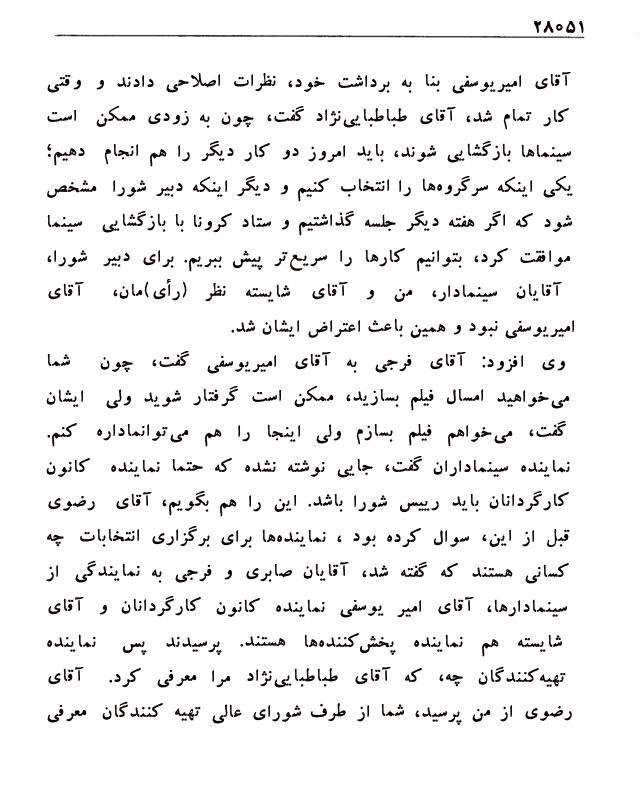 ۲۸۰۵۱
آقای امیریوسفی بنا به برداشت خود، نظرات اصلاحی دادند و وقتی
کار تمام شد، آقای طباطبایی‌نژاد گفت، چون به زودی ممکن است
سینماها بازگشایی شوند، باید امروز دو کار دیگر را هم انجام دهیم؛
یکی اینکه سرگروه‌ها را انتخاب کنیم و دیگر اینکه دبیر شورا مشخص
شود که اگر هفته دیگر جلسه گذاشتیم و ستاد کرونا با بازگشایی سینما
موافقت کرد، بتوانیم کارها را سریع‌تر پیش ببریم. برای دبیر شورا،
آقایان سینمادار، من و آقای شایسته نظر (رأی)مان، آقای
امیریوسفی نبود و همین باعث اعتراض ایشان شد.
وی افزود: آقای فرجی به آقای امیریوسفی گفت، چون شما
می‌خواهید امسال فیلم بسازید، ممکن است گرفتار شوید ولی ایشان
گفت، می‌خواهم فیلم بسازم ولی اینجا را هم می‌توانماداره کنم.
نماینده سینماداران گفت، جایی نوشته نشده که حتما نماینده کانون
کارگردانان باید رییس شورا باشد. این را هم بگویم، آقای رضوی
قبل از این، سوال کرده بود ، نماینده‌ها برای برگزاری انتخابات چه
کسانی هستند که گفته شد، آقایان صابری و فرجی به نمایندگی از
سینمادارها، آقای امیر یوسفی نماینده کانون کارگردانان و آقای
شایسته هم نماینده پخش‌کننده‌ها هستند. پرسیدند پس نماینده
تهیه‌کنندگان چه، که آقای طباطبایی‌نژاد مرا معرفی کرد. آقای
رضوی از من پرسید، شما از طرف شورای عالی تهیه کنندگان معرفی